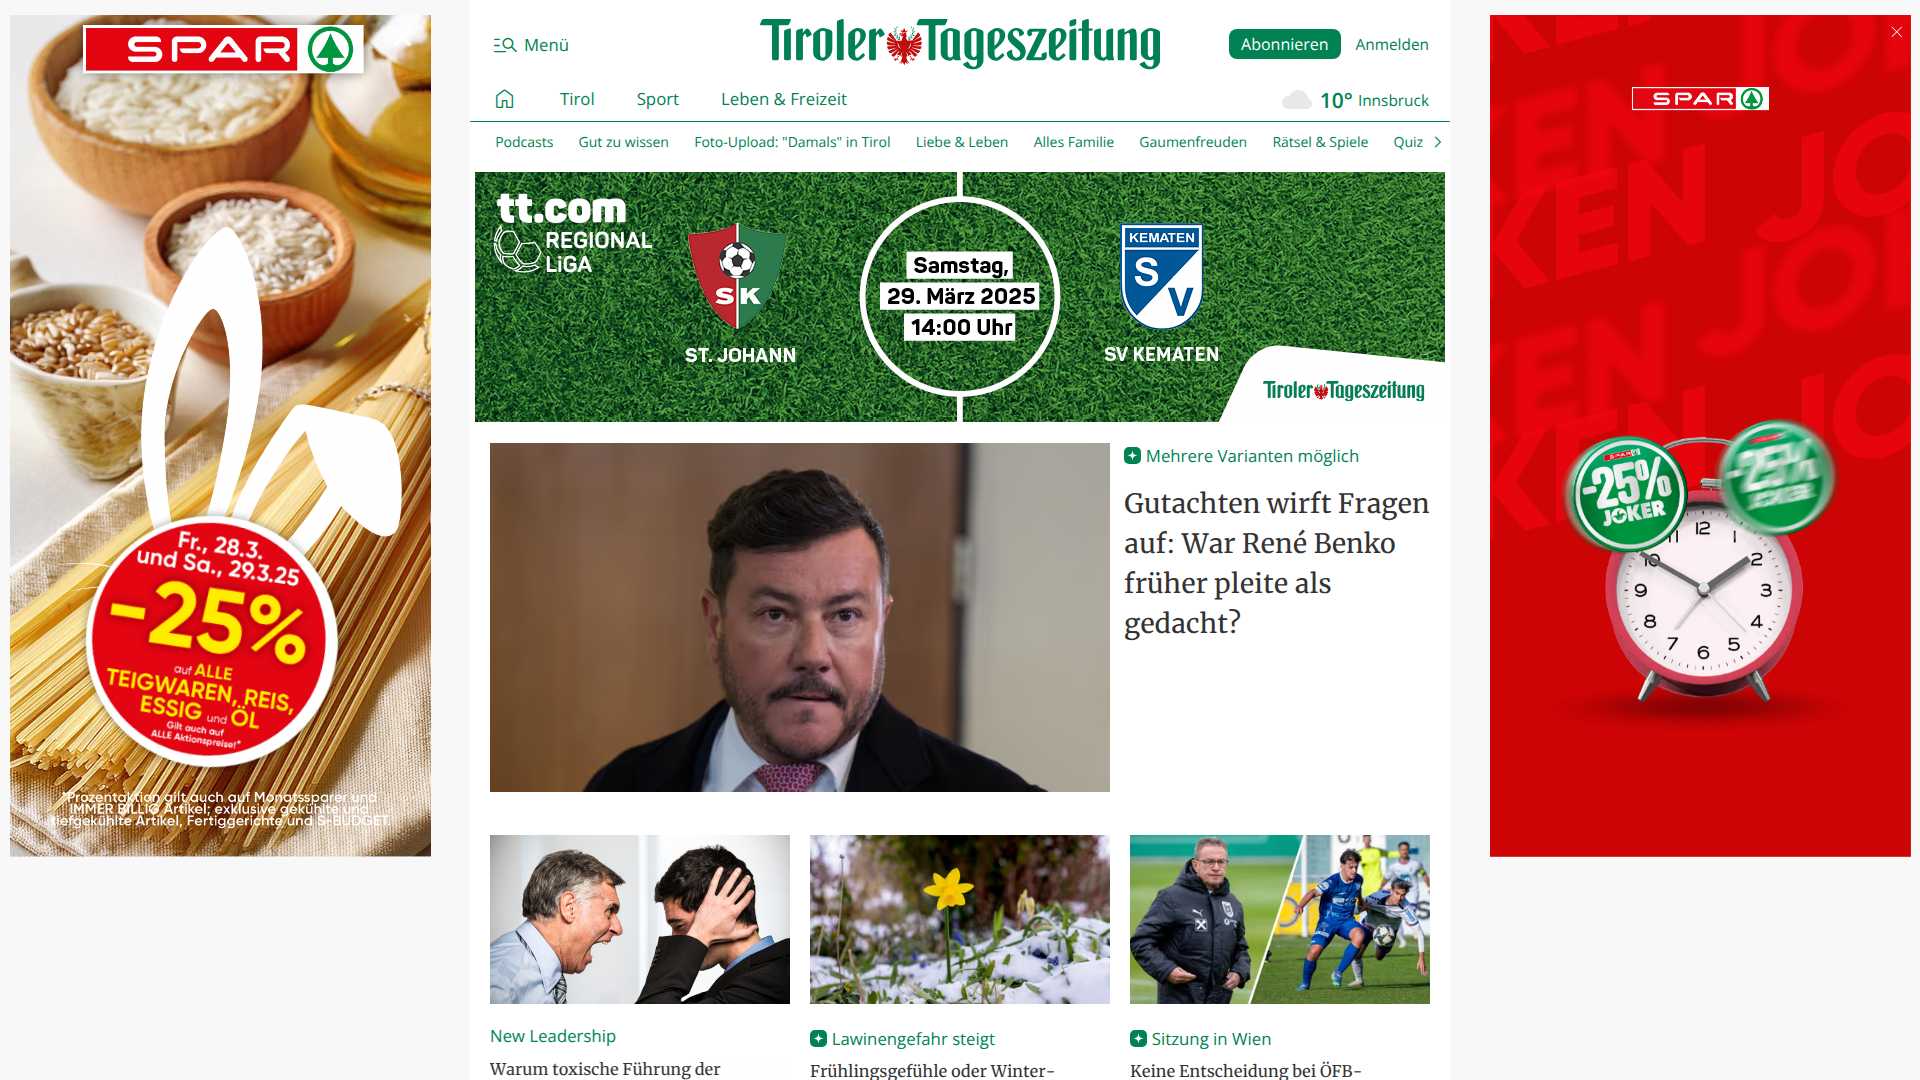 SPAR
Fr., 28.3.
und Sa., 29.3.25
-25%
auf ALLE
TEIGWAREN, REIS,
ESSIG und ÖL
Gilt auch auf
ALLE Aktionspreise!*
*Prozentaktion gilt auch auf Monatssparer und
IMMER BILLiG Artikel; exklusive gekühlte und
tiefgekühlte Artikel, Fertiggerichte und S-BUDGET.
Menü
Tiroler Tageszeitung
Abonnieren
Anmelden
Tirol
Sport
Leben & Freizeit
10° Innsbruck
Podcasts
Gut zu wissen
Foto-Upload: "Damals" in Tirol
Liebe & Leben
Alles Familie
Gaumenfreuden
Rätsel & Spiele
Quiz
tt.com
REGIONAL
LiGA
SK
ST. JOHANN
Samstag,
29. März 2025
14:00 Uhr
KEMATEN
S
V
SV KEMATEN
Tiroler Tageszeitung
Mehrere Varianten möglich
Gutachten wirft Fragen
auf: War René Benko
früher pleite als
gedacht?
New Leadership
Warum toxische Führung der
Lawinengefahr steigt
Frühlingsgefühle oder Winter-
Sitzung in Wien
Keine Entscheidung bei ÖFB-
SPAR
-25%
JOKER
-25%
JOKER
12
1
2
3
4
5
6
7
8
9
10